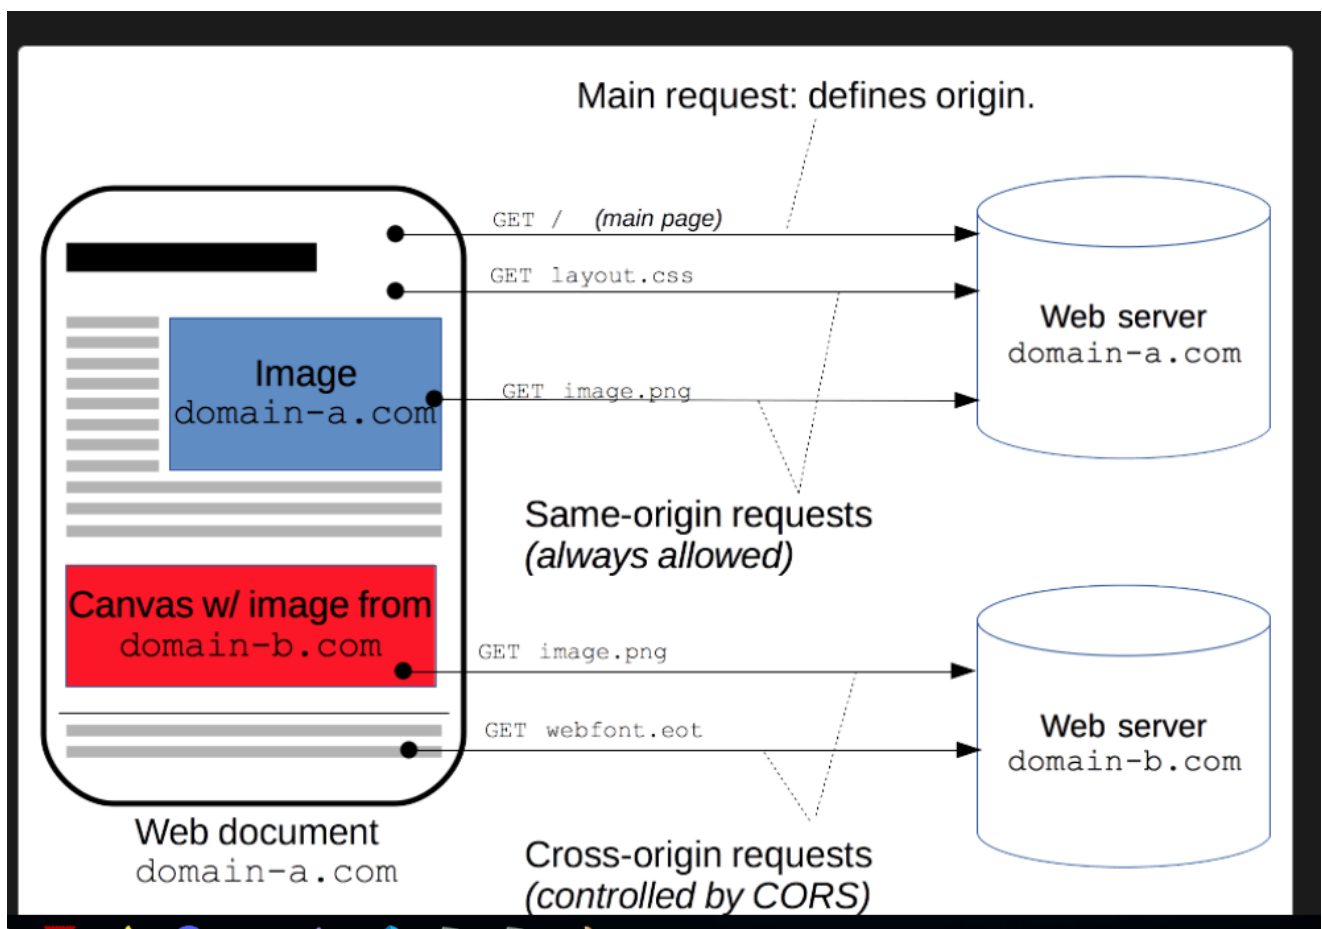 Main request: defines origin.
GET / (main page)
GET layout.css
Web server
domain-a.com
Image
domain-a.com
GET image.png
Same-origin requests
(always allowed)
Canvas w/ image from
domain-b.com
GET image.png
GET webfont.eot
Web server
domain-b.com
Web document
domain-a.com
Cross-origin requests
(controlled by CORS)